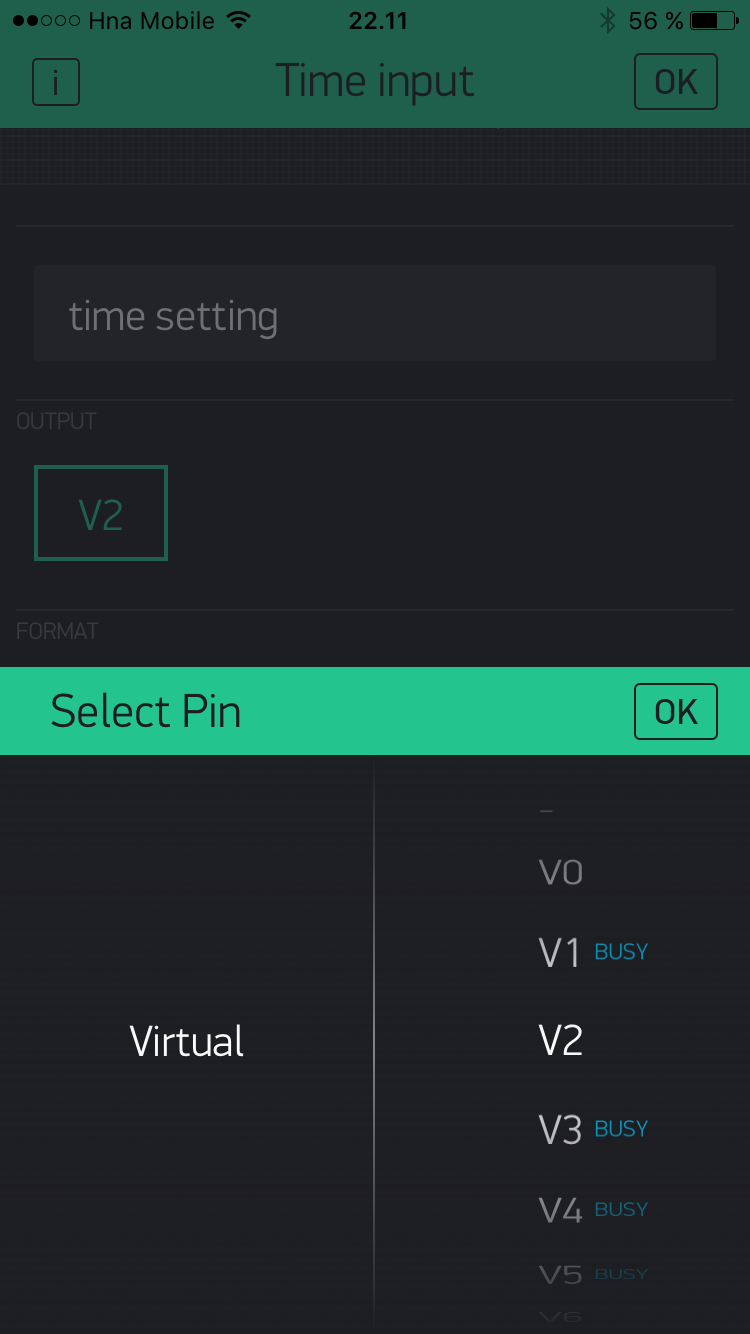 Hna Mobile 22.11 56 %
i Time input OK
time setting
OUTPUT
V2
FORMAT
Select Pin OK
–
V0
V1 BUSY
Virtual V2
V3 BUSY
V4 BUSY
V5 BUSY
V6